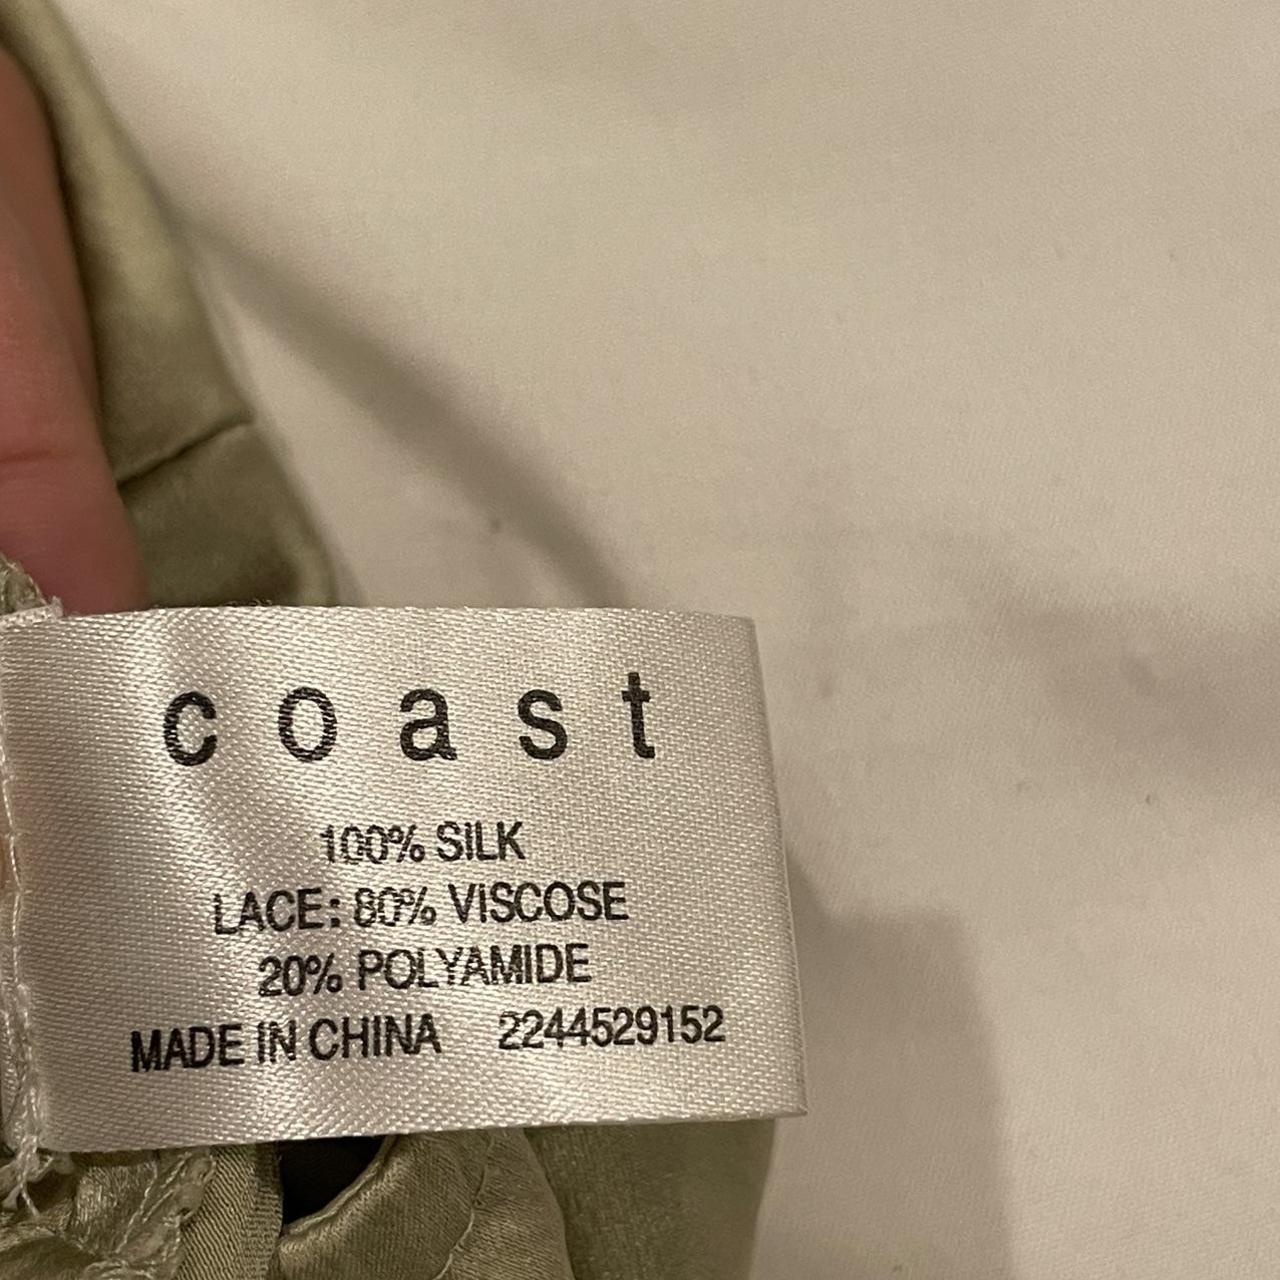 coast
100% SILK
LACE: 80% VISCOSE
20% POLYAMIDE
MADE IN CHINA 2244529152